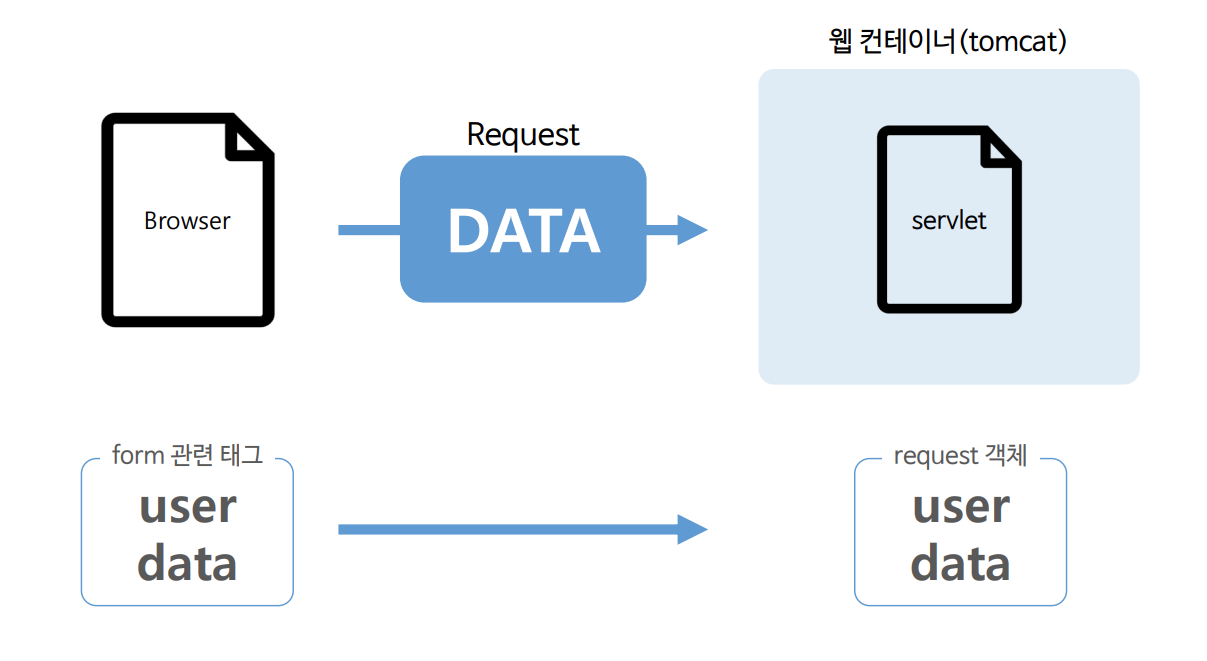 웹 컨테이너(tomcat)
Request
Browser
DATA
servlet
form 관련 태그
user
data
request 객체
user
data